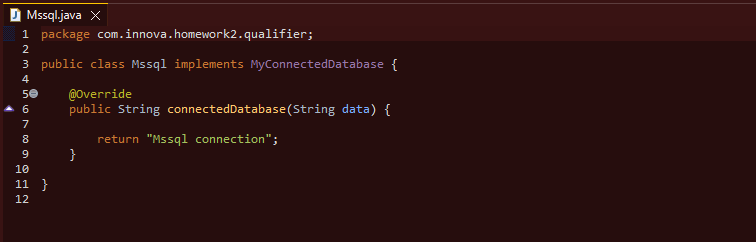 Mssql.java
1 package com.innova.homework2.qualifier;
2
3 public class Mssql implements MyConnectedDatabase {
4
5 @Override
6 public String connectedDatabase(String data) {
7
8 return "Mssql connection";
9 }
10
11 }
12